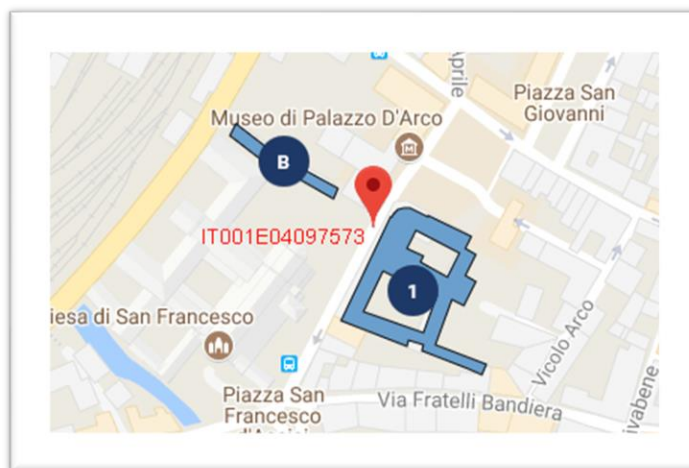 Aprile
Piazza San
Giovanni
Museo di Palazzo D'Arco
B
IT001E04097573
1
iesa di San Francesco
Vicolo Arco
Piazza San
Francesco
Via Fratelli Bandiera
ivabene